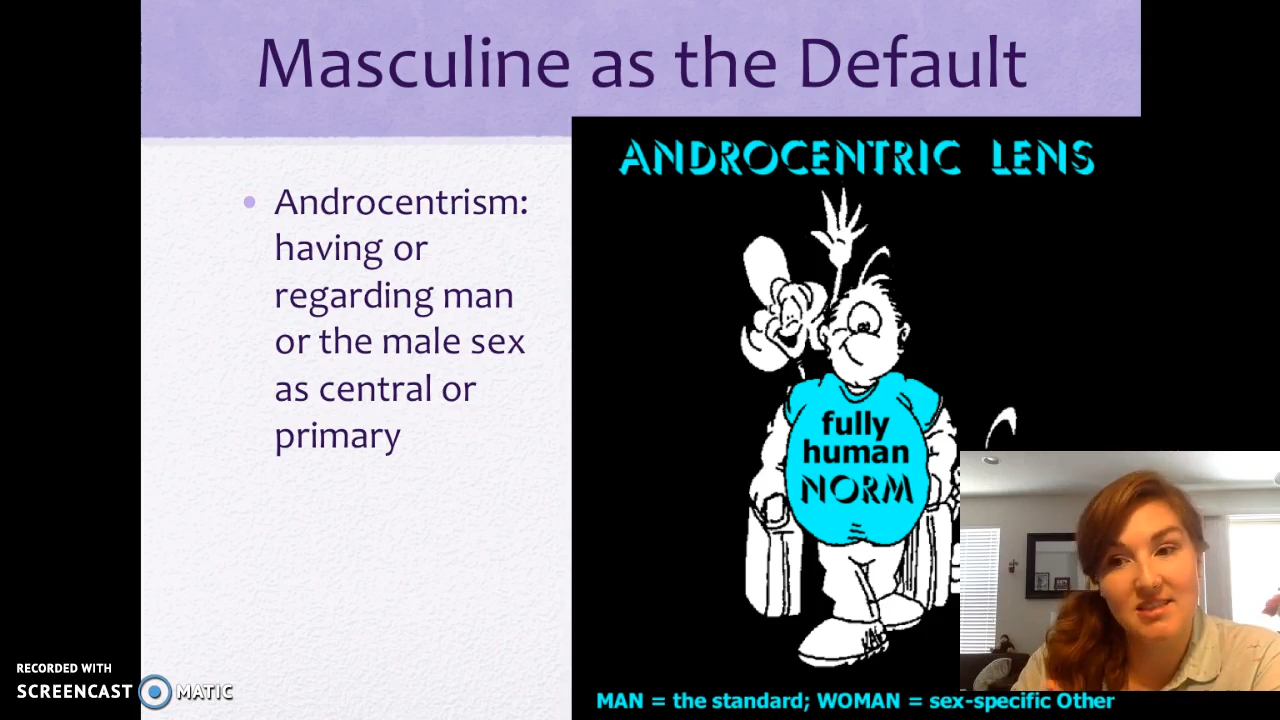 Masculine as the Default
• Androcentrism:
having or
regarding man
or the male sex
as central or
primary
ANDROCENTRIC LENS
fully
human
NORM
MAN = the standard; WOMAN = sex-specific Other
RECORDED WITH
SCREENCAST MATIC